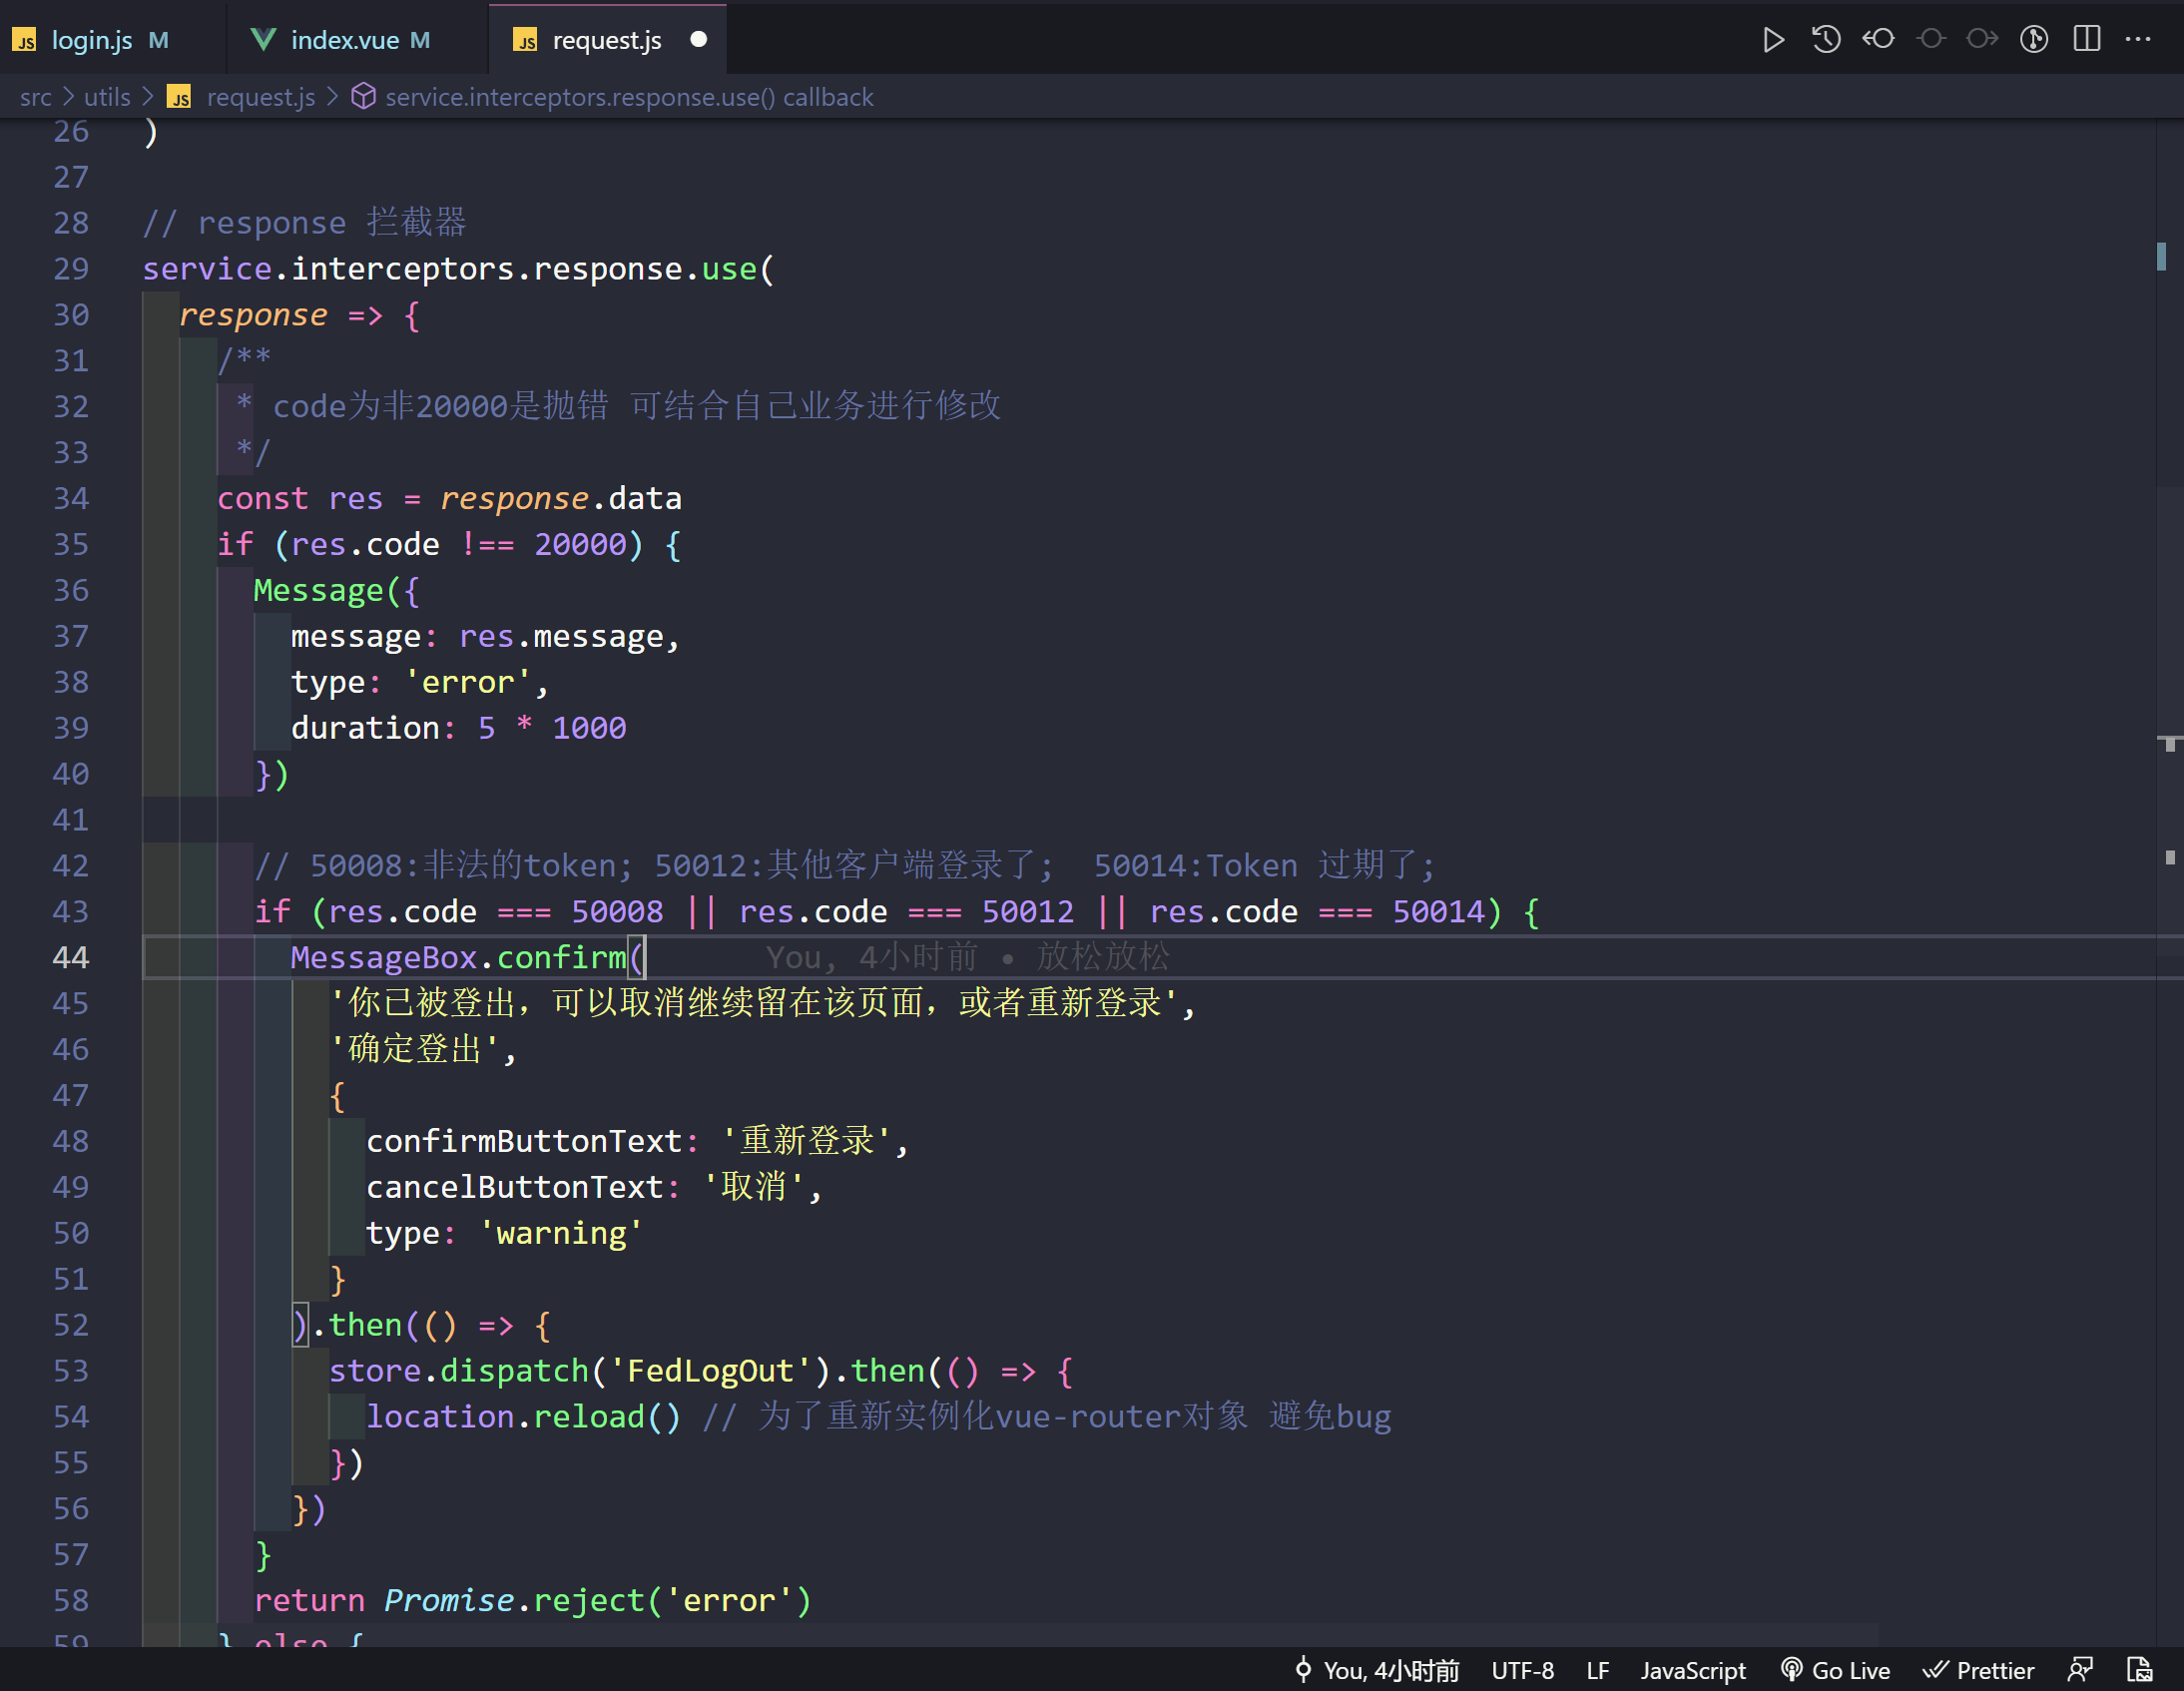 JS login.js M
index.vue M
JS request.js
src > utils > JS request.js > service.interceptors.response.use() callback
26 )
27
28 // response 拦截器
29 service.interceptors.response.use(
30 response => {
31 /**
32 * code为非20000是抛错 可结合自己业务进行修改
33 */
34 const res = response.data
35 if (res.code !== 20000) {
36 Message({
37 message: res.message,
38 type: 'error',
39 duration: 5 * 1000
40 })
41
42 // 50008:非法的token; 50012:其他客户端登录了;  50014:Token 过期了;
43 if (res.code === 50008 || res.code === 50012 || res.code === 50014) {
44 MessageBox.confirm( You, 4小时前 • 放松放松
45 '你已被登出，可以取消继续留在该页面，或者重新登录',
46 '确定登出',
47 {
48 confirmButtonText: '重新登录',
49 cancelButtonText: '取消',
50 type: 'warning'
51 }
52 ).then(() => {
53 store.dispatch('FedLogOut').then(() => {
54 location.reload() // 为了重新实例化vue-router对象 避免bug
55 })
56 })
57 }
58 return Promise.reject('error')
59 } else {
You, 4小时前 UTF-8 LF JavaScript Go Live Prettier